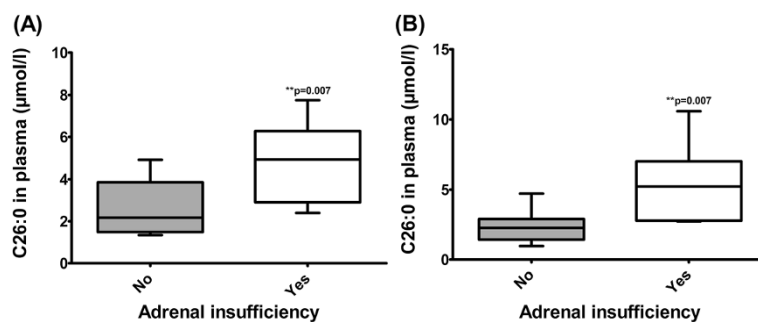 (A)
C26:0 in plasma (μmol/l)
10
8
6
4
2
0
**p=0.007
No
Yes
Adrenal insufficiency
(B)
C26:0 in plasma (μmol/l)
15
10
5
0
**p=0.007
No
Yes
Adrenal insufficiency